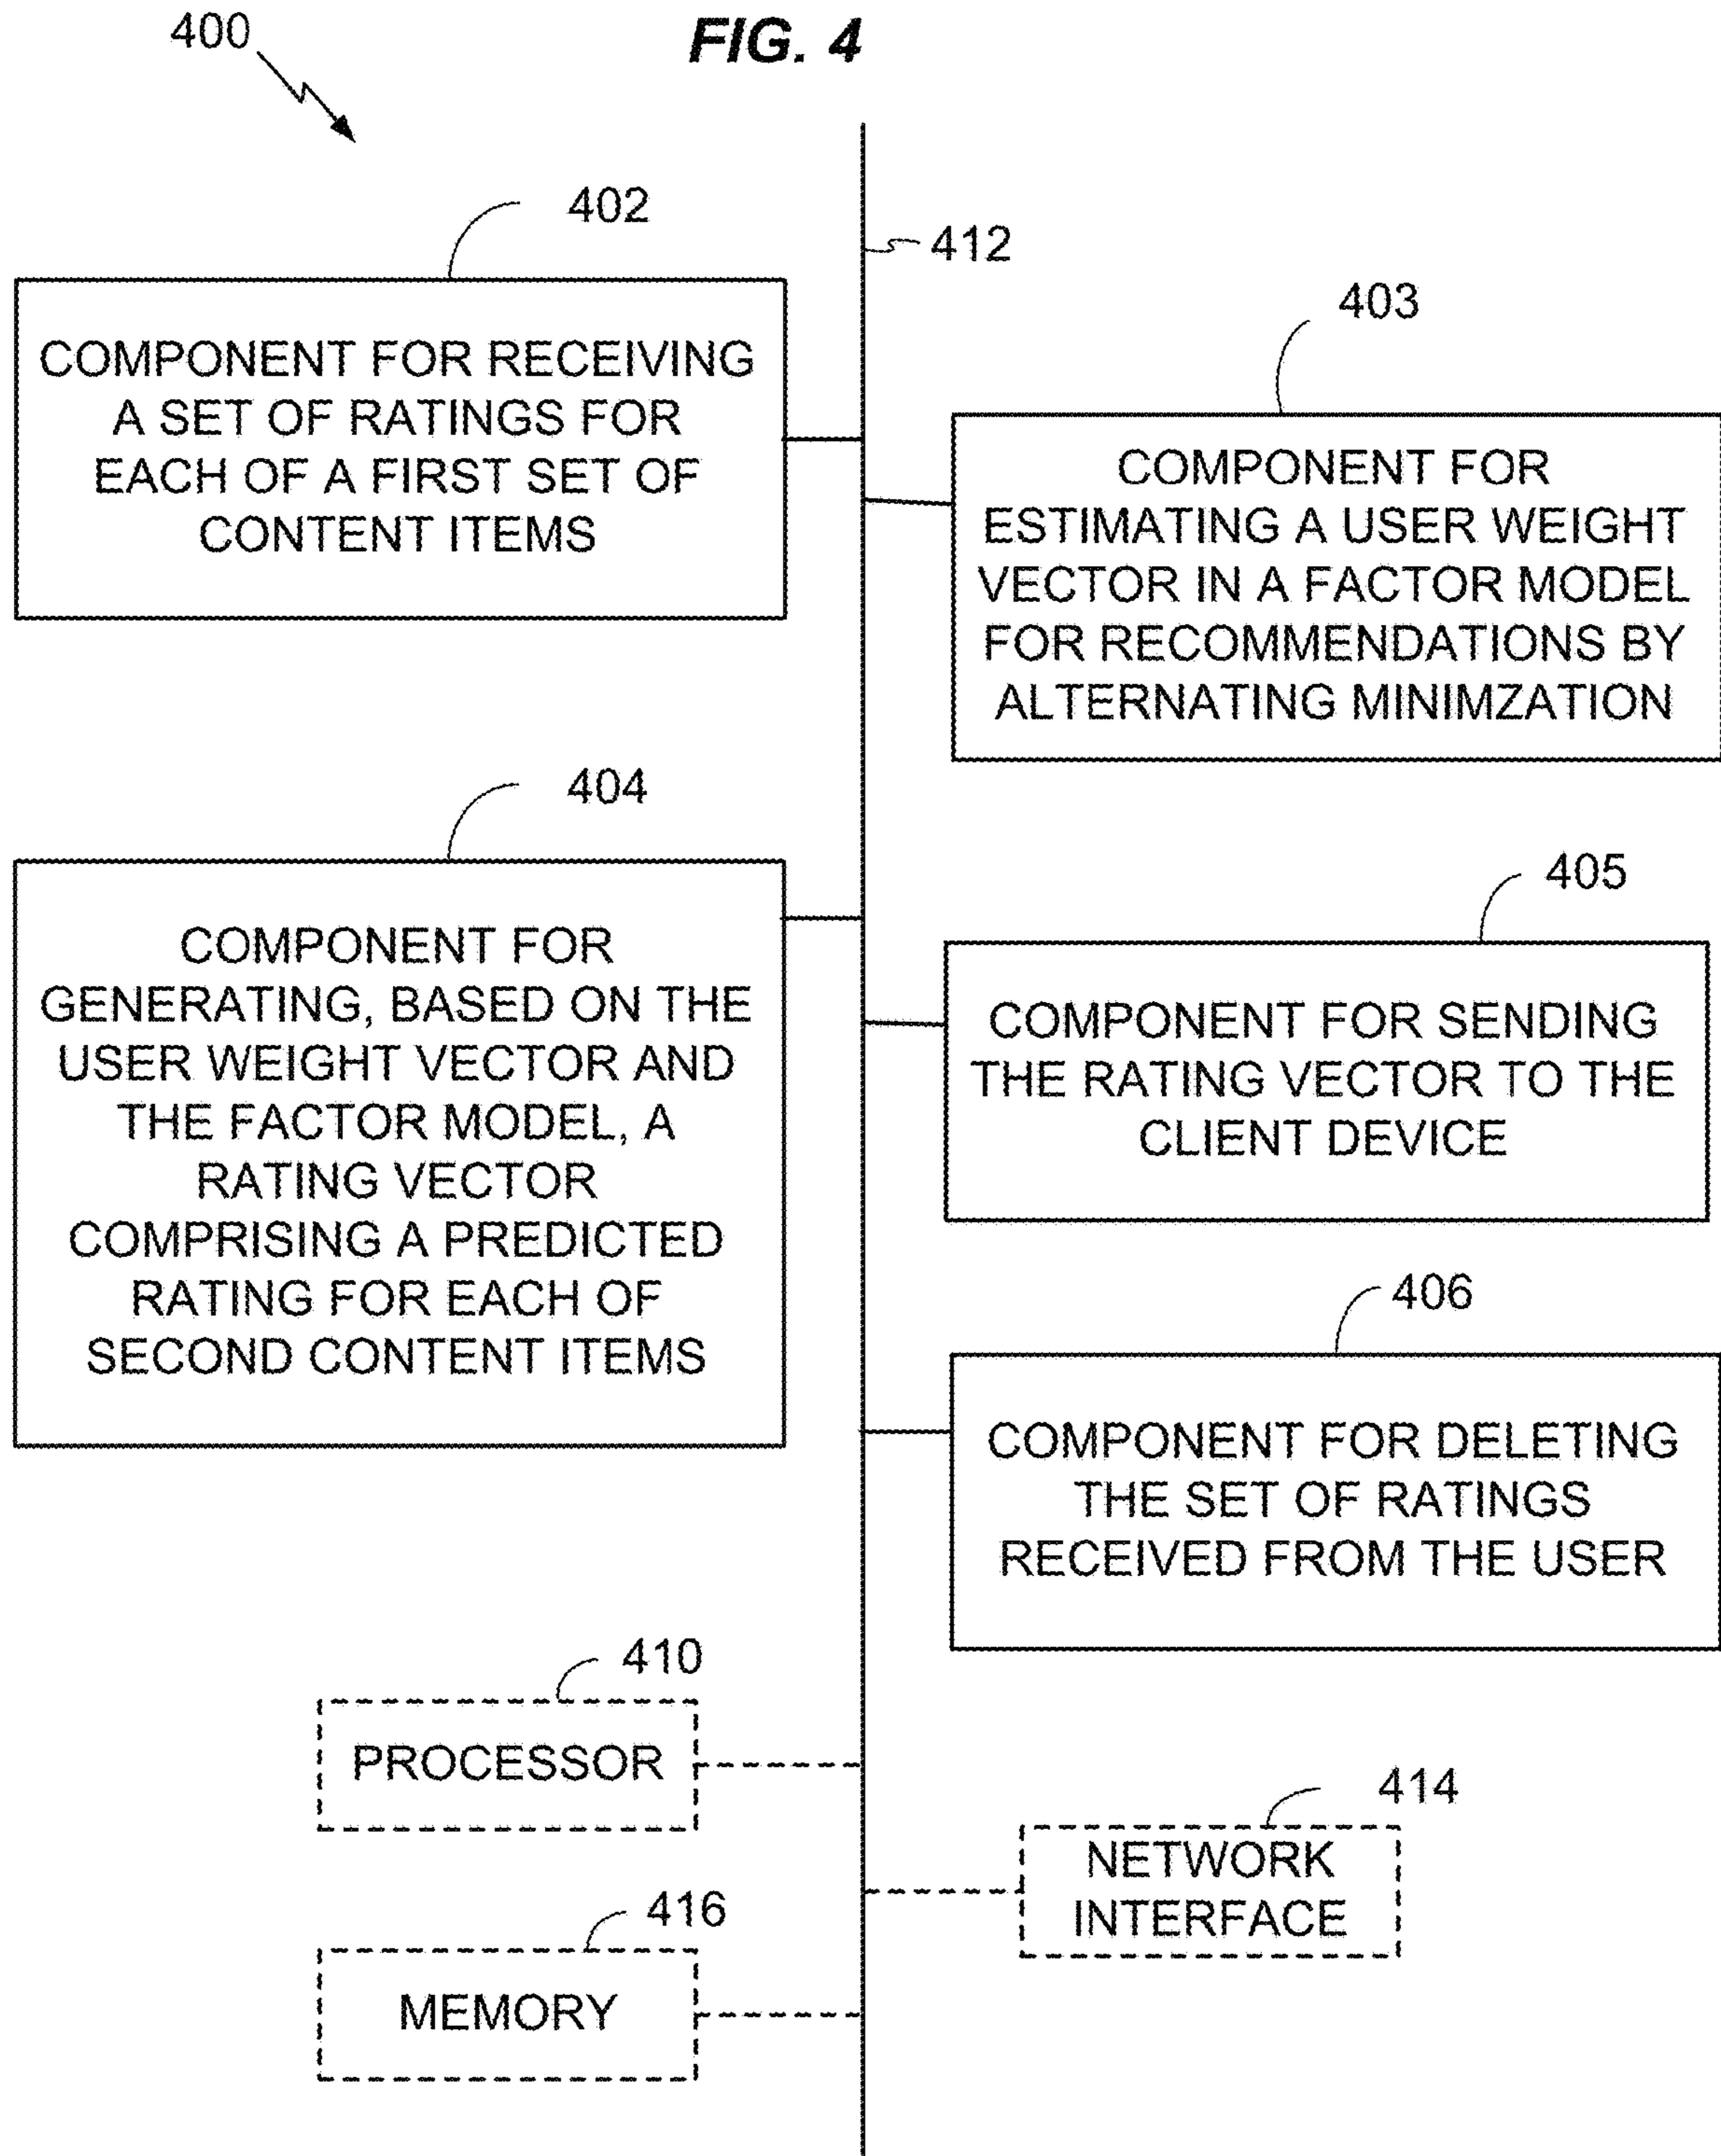 400
FIG. 4
402
412
COMPONENT FOR RECEIVING
A SET OF RATINGS FOR
EACH OF A FIRST SET OF
CONTENT ITEMS
403
COMPONENT FOR
ESTIMATING A USER WEIGHT
VECTOR IN A FACTOR MODEL
FOR RECOMMENDATIONS BY
ALTERNATING MINIMZATION
404
COMPONENT FOR
GENERATING, BASED ON THE
USER WEIGHT VECTOR AND
THE FACTOR MODEL, A
RATING VECTOR
COMPRISING A PREDICTED
RATING FOR EACH OF
SECOND CONTENT ITEMS
405
COMPONENT FOR SENDING
THE RATING VECTOR TO THE
CLIENT DEVICE
406
COMPONENT FOR DELETING
THE SET OF RATINGS
RECEIVED FROM THE USER
410
PROCESSOR
414
NETWORK
INTERFACE
416
MEMORY